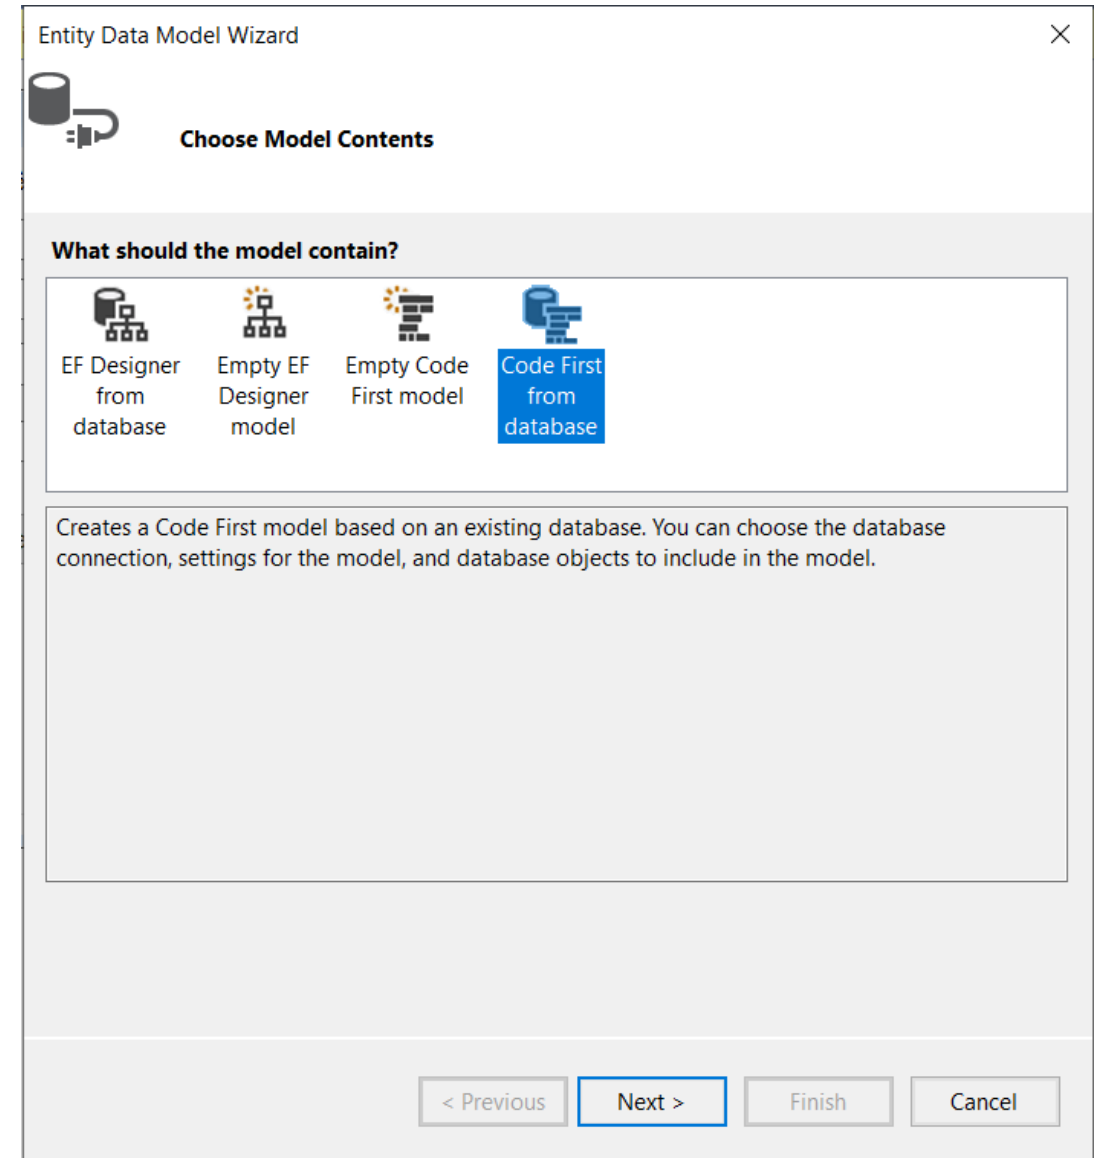 Entity Data Model Wizard
Choose Model Contents
What should the model contain?
EF Designer
from
database
Empty EF
Designer
model
Empty Code
First model
Code First
from
database
Creates a Code First model based on an existing database. You can choose the database
connection, settings for the model, and database objects to include in the model.
< Previous
Next >
Finish
Cancel